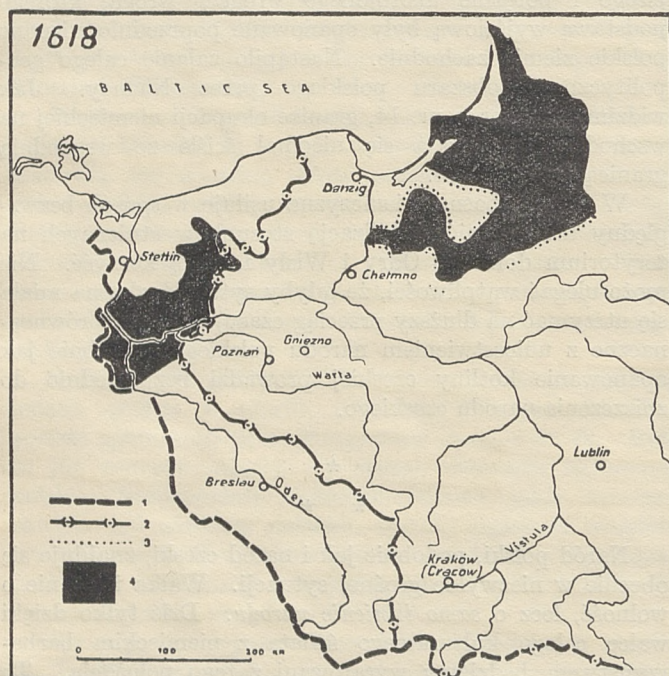 1618
BALTIC SEA
Danzig
Stettin
Chełmno
Gniezno
Poznań
Warta
Lublin
Breslau
Oder
Vistula
Kraków
(Cracow)
1
2
3
4
0 100 200 KM